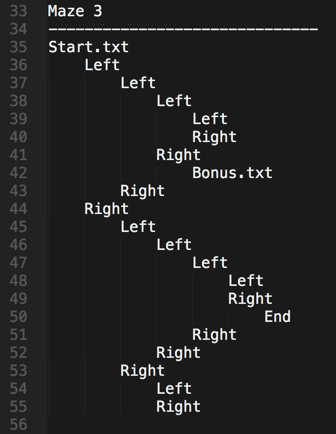 33 Maze 3
34 ------------------------------
35 Start.txt
36     Left
37         Left
38             Left
39                 Left
40                 Right
41             Right
42                 Bonus.txt
43         Right
44     Right
45         Left
46             Left
47                 Left
48                     Left
49                     Right
50                         End
51                 Right
52             Right
53         Right
54             Left
55             Right
56